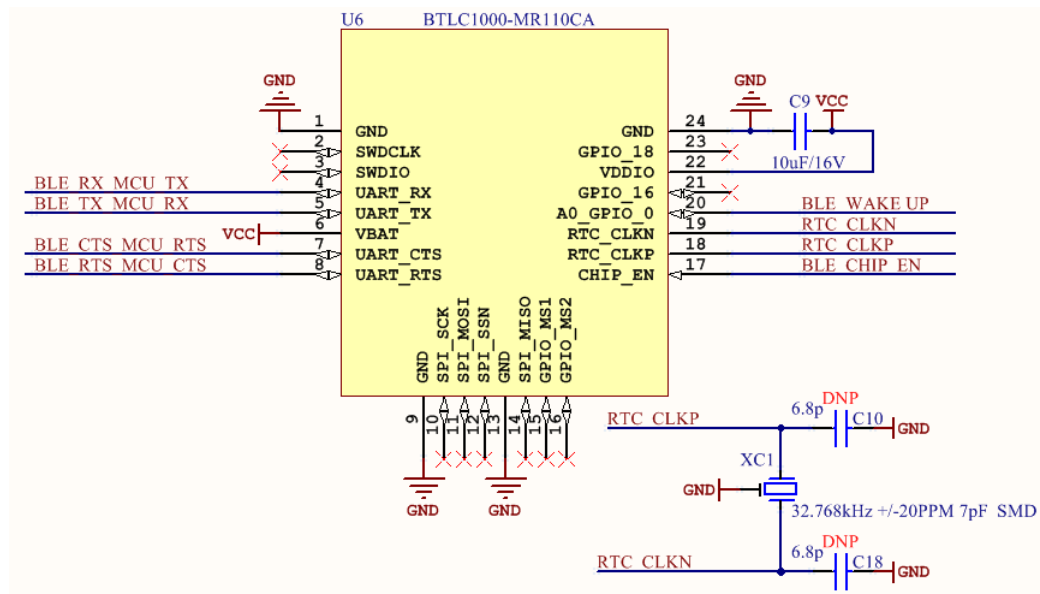 U6 BTLC1000-MR110CA
GND
1 GND
2 SWDCLK
3 SWDIO
BLE_RX_MCU_TX 4 UART_RX
BLE_TX_MCU_RX 5 UART_TX
VCC 6 VBAT
BLE_CTS_MCU_RTS 7 UART_CTS
BLE_RTS_MCU_CTS 8 UART_RTS
GND C9 VCC
10uF/16V
GND 24
GPIO_18 23
VDDIO 22
GPIO_16 21
A0_GPIO_0 20 BLE_WAKE UP
RTC_CLKN 19 RTC_CLKN
RTC_CLKP 18 RTC_CLKP
CHIP_EN 17 BLE_CHIP_EN
GND SPI_SCK SPI_MOSI SPI_SSN GND SPI_MISO GPIO_MS1 GPIO_MS2
9 10 11 12 13 14 15 16
GND GND
DNP
6.8p C10
RTC_CLKP GND
XC1
GND
32.768kHz +/-20PPM 7pF SMD
DNP
6.8p C18
RTC_CLKN GND